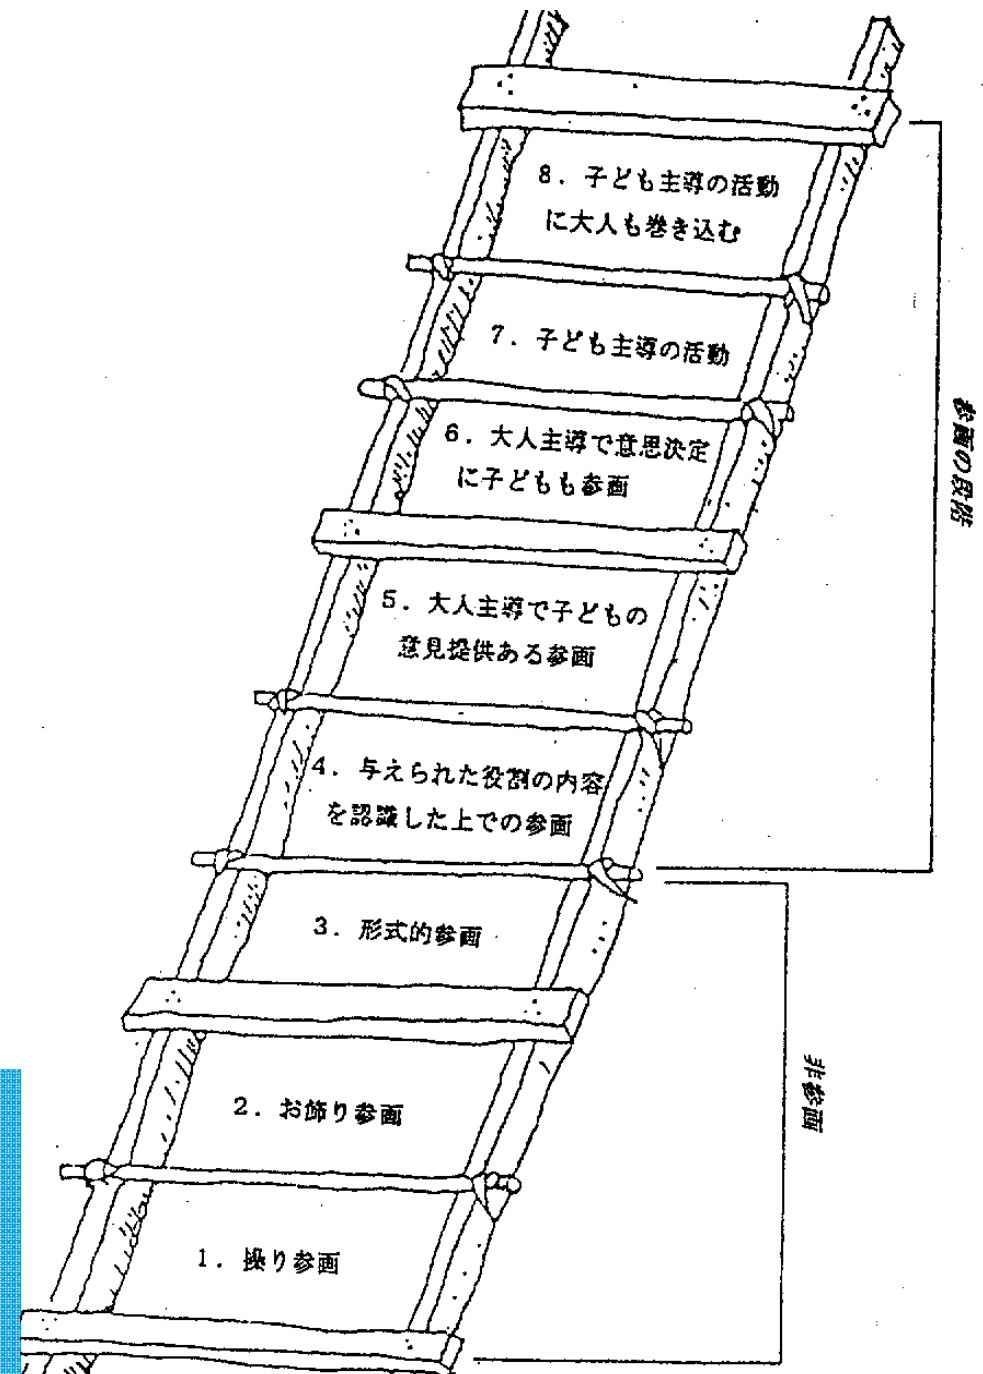 8. 子ども主導の活動
に大人も巻き込む
7. 子ども主導の活動
6. 大人主導で意思決定
に子どもも参画
5. 大人主導で子どもの
意見提供ある参画
4. 与えられた役割の内容
を認識した上での参画
3. 形式的参画
2. お飾り参画
1. 操り参画
参画の段階
非参画